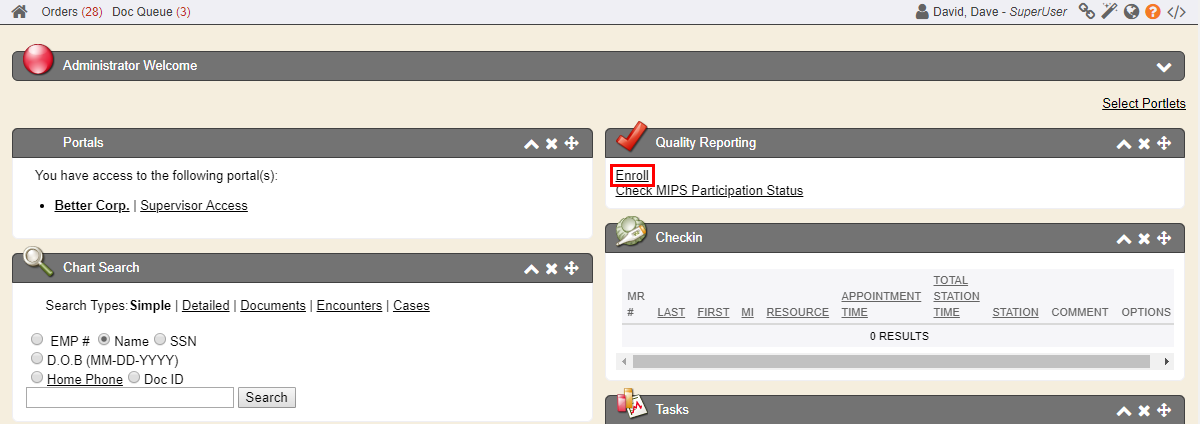 Orders (28) Doc Queue (3) David, Dave - SuperUser
Administrator Welcome
Select Portlets
Portals
You have access to the following portal(s):
• Better Corp. | Supervisor Access
Chart Search
Search Types:Simple | Detailed | Documents | Encounters | Cases
EMP # Name SSN
D.O.B (MM-DD-YYYY)
Home Phone Doc ID
Search
Quality Reporting
Enroll
Check MIPS Participation Status
Checkin
MR # LAST FIRST MI RESOURCE APPOINTMENT TIME TOTAL STATION TIME STATION COMMENT OPTIONS
0 RESULTS
Tasks